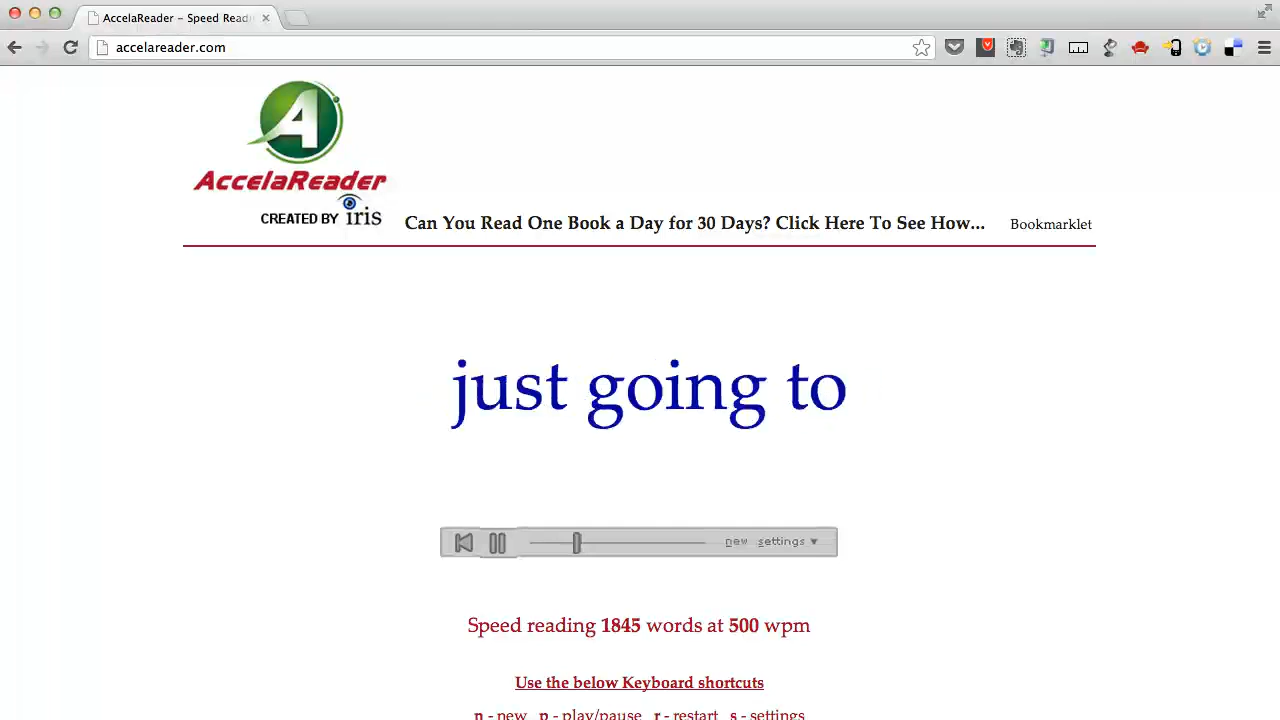 AccelaReader – Speed Readi
accelareader.com
A
AccelaReader
CREATED BY iris
Can You Read One Book a Day for 30 Days? Click Here To See How...
Bookmarklet
just going to
new settings ▼
Speed reading 1845 words at 500 wpm
Use the below Keyboard shortcuts
n - new p - play/pause r - restart s - settings